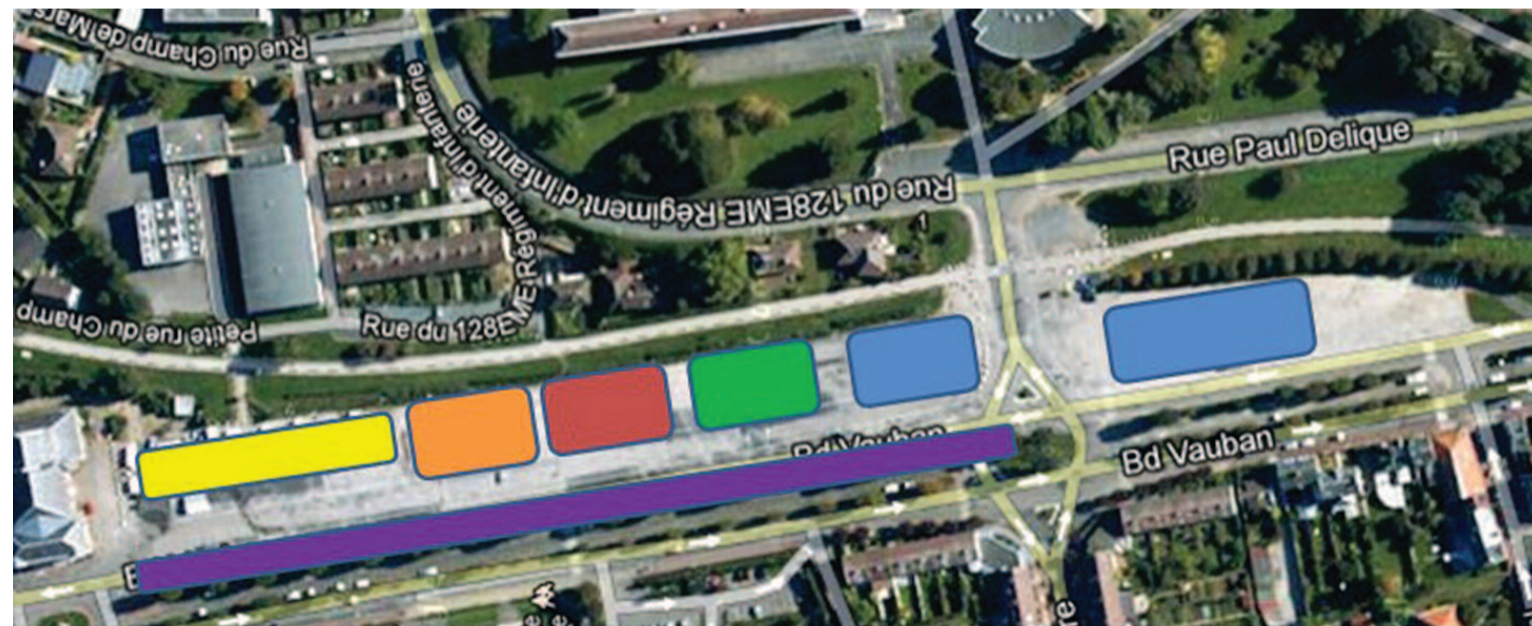 Rue du Champ de Mars
Rue du 128EME Régiment d'Infanterie
Rue Paul Delique
1
Petite rue du Champ
Rue du 128EME Régiment d'Infanterie
Bd Vauban
Bd Vauban